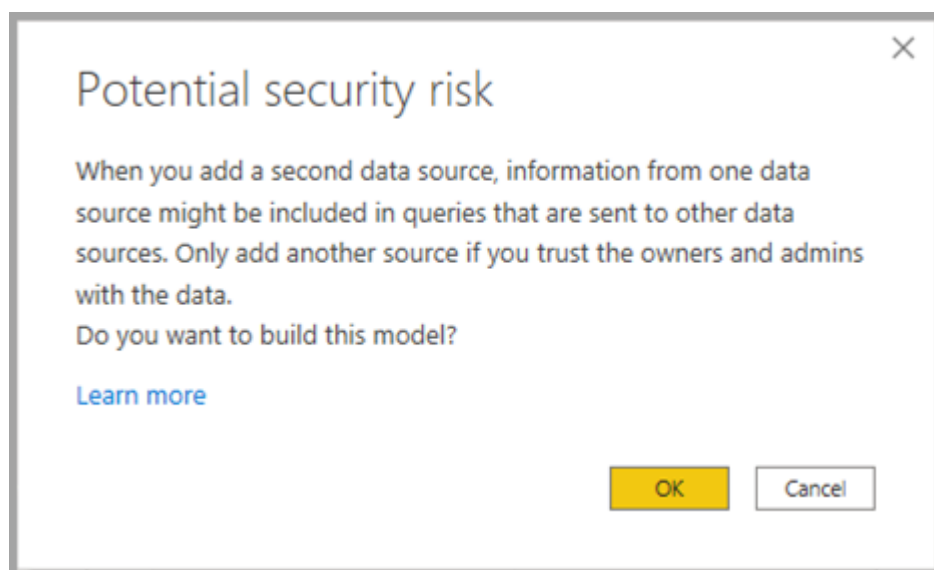 Potential security risk
When you add a second data source, information from one data
source might be included in queries that are sent to other data
sources. Only add another source if you trust the owners and admins
with the data.
Do you want to build this model?
Learn more
OK
Cancel